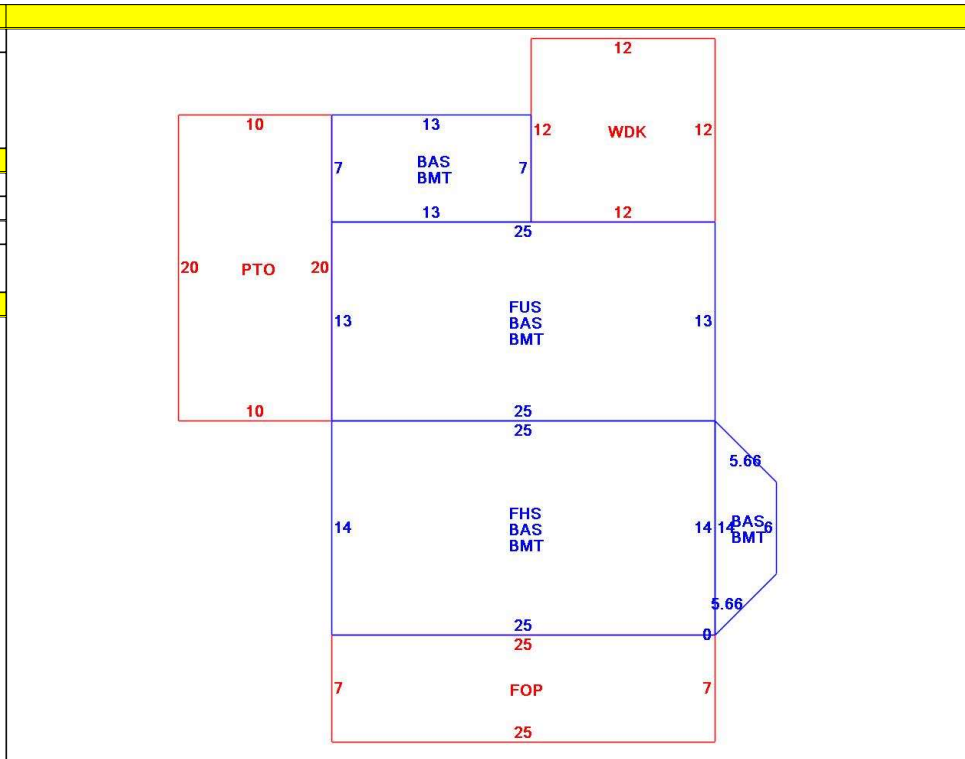 12
12 WDK 12
12
10
20 PTO 20
10
13
7 BAS 7
BMT
13
25
13 FUS 13
BAS
BMT
25
25
14 FHS 14
BAS
BMT
25
5.66
14 BAS 6
BMT
5.66
0
25
7 FOP 7
25